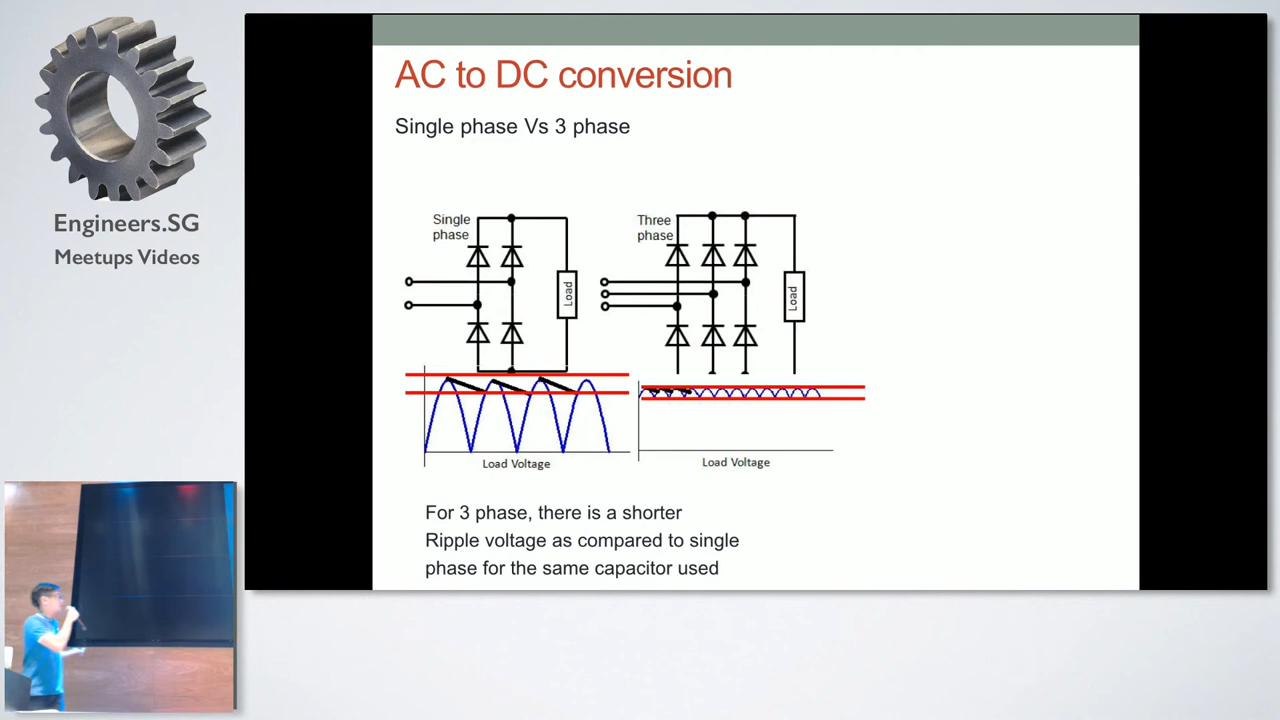 Engineers.SG
Meetups Videos
AC to DC conversion
Single phase Vs 3 phase
Single
phase
Load
Three
phase
Load
Load Voltage
Load Voltage
For 3 phase, there is a shorter
Ripple voltage as compared to single
phase for the same capacitor used